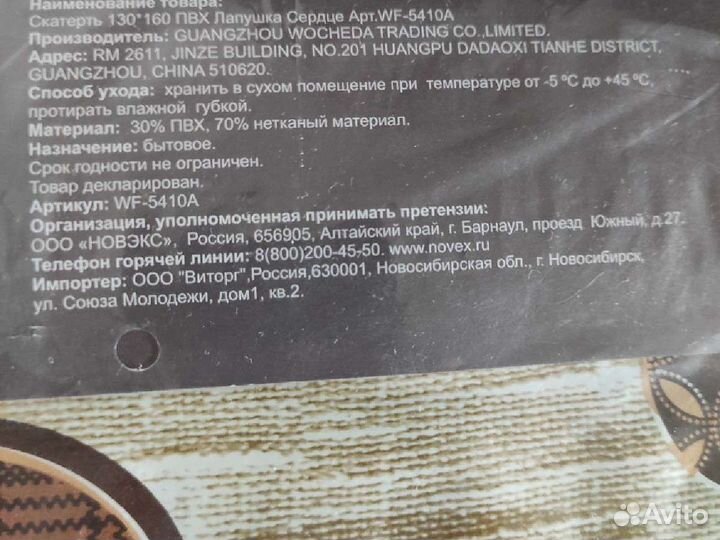 Наименование товара:
Скатерть 130*160 ПВХ Лапушка Сердце Арт.WF-5410A
Производитель: GUANGZHOU WOCHEDA TRADING CO.,LIMITED.
Адрес: RM 2611, JINZE BUILDING, NO.201 HUANGPU DADAOXI TIANHE DISTRICT,
GUANGZHOU, CHINA 510620.
Способ ухода: хранить в сухом помещении при температуре от -5 ºС до +45 ºС,
протирать влажной губкой.
Материал: 30% ПВХ, 70% нетканый материал.
Назначение: бытовое.
Срок годности не ограничен.
Товар декларирован.
Артикул: WF-5410A
Организация, уполномоченная принимать претензии:
ООО «НОВЭКС», Россия, 656905, Алтайский край, г. Барнаул, проезд Южный, д.27.
Телефон горячей линии: 8(800)200-45-50. www.novex.ru
Импортер: ООО "Виторг",Россия,630001, Новосибирская обл., г. Новосибирск,
ул. Союза Молодежи, дом1, кв.2.
Avito